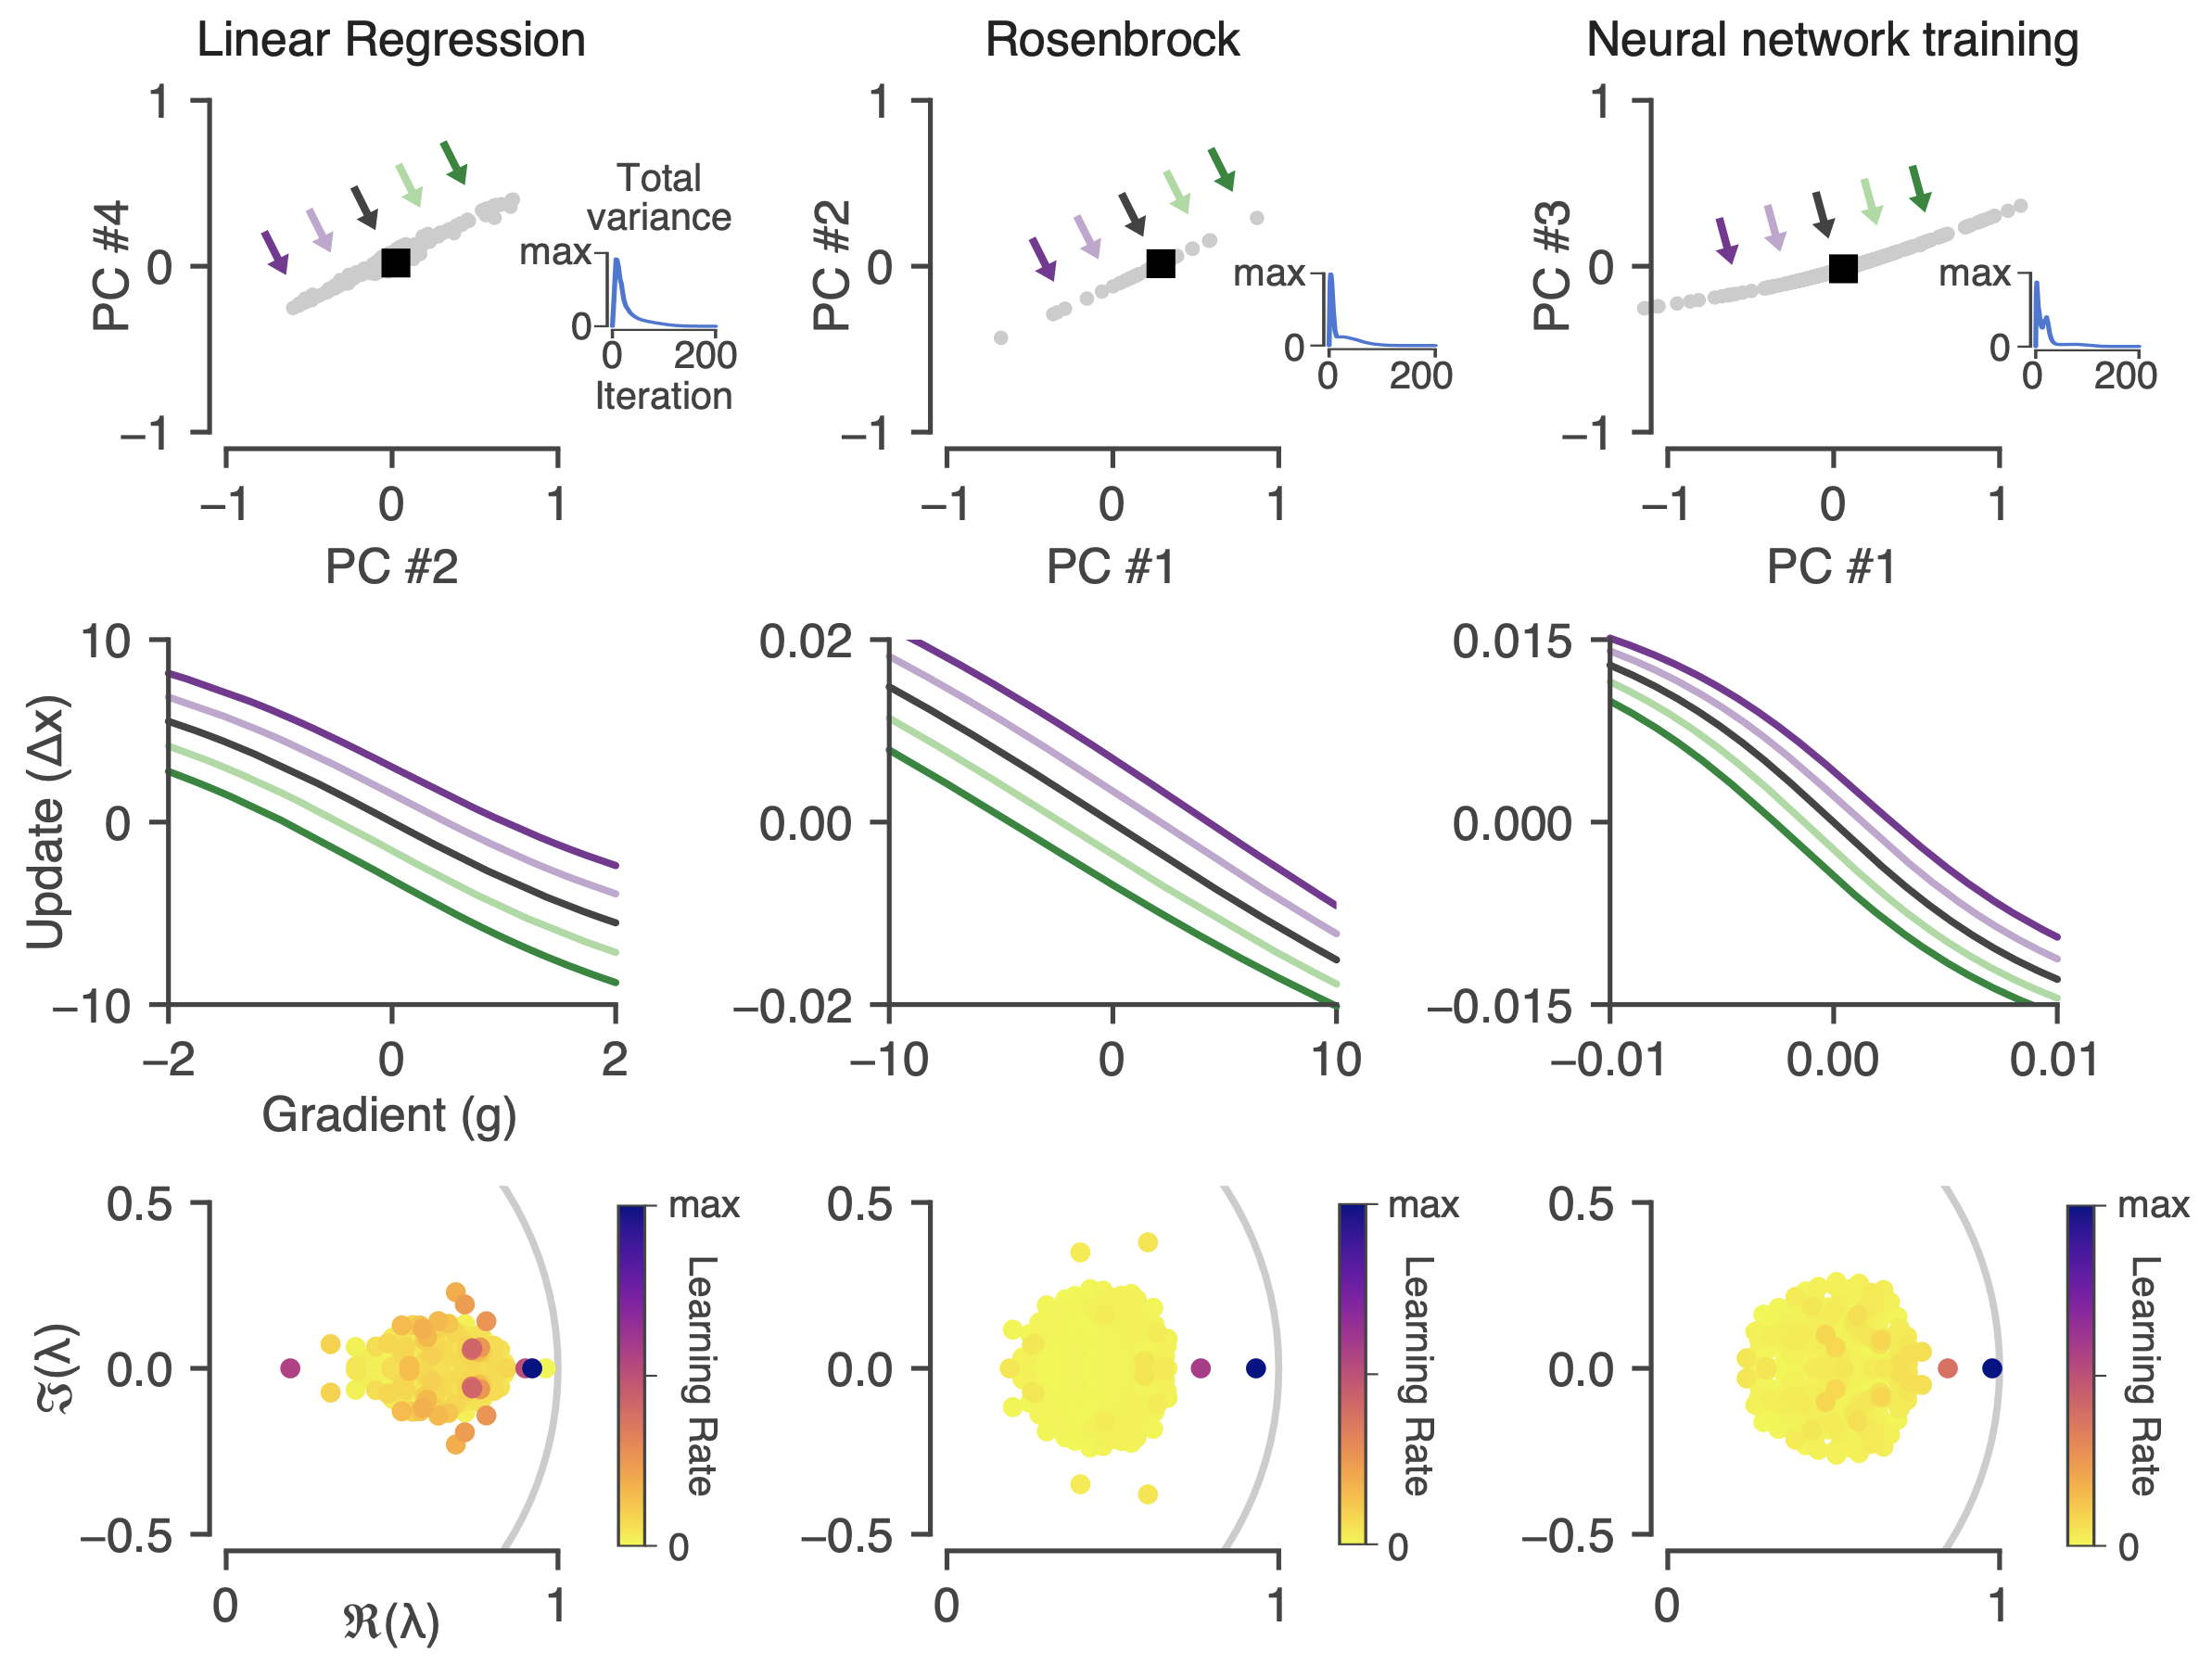 Linear Regression
Rosenbrock
Neural network training
1
0
−1
PC #4
−1
0
1
PC #2
Total
variance
max
0
0
200
Iteration
1
0
−1
PC #2
−1
0
1
PC #1
max
0
0
200
1
0
−1
PC #3
−1
0
1
PC #1
max
0
0
200
10
0
−10
Update (Δx)
−2
0
2
Gradient (g)
0.02
0.00
−0.02
−10
0
10
0.015
0.000
−0.015
−0.01
0.00
0.01
0.5
0.0
−0.5
ℑ(λ)
0
1
ℜ(λ)
max
0
Learning Rate
0.5
0.0
−0.5
0
1
max
0
Learning Rate
0.5
0.0
−0.5
0
1
max
0
Learning Rate